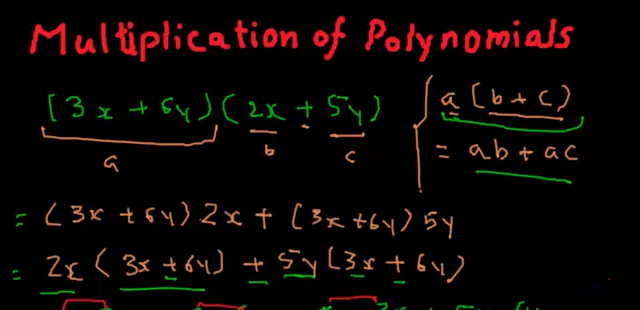 Multiplication of Polynomials
(3x + 6y) (2x + 5y)
a b c
a (b + c)
= ab + ac
= (3x + 6y) 2x + (3x + 6y) 5y
= 2x (3x + 6y) + 5y (3x + 6y)